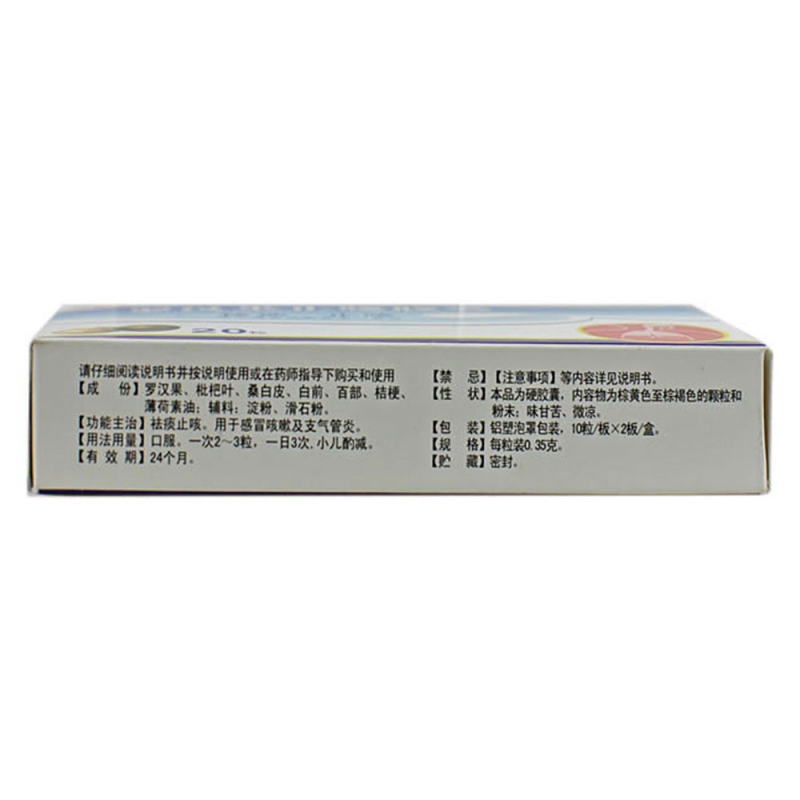 20粒
请仔细阅读说明书并按说明使用或在药师指导下购买和使用
【成 份】罗汉果、枇杷叶、桑白皮、白前、百部、桔梗、
薄荷素油；辅料：淀粉、滑石粉。
【功能主治】祛痰止咳。用于感冒咳嗽及支气管炎。
【用法用量】口服。一次2～3粒，一日3次，小儿酌减。
【有 效 期】24个月。
【禁 忌】【注意事项】等内容详见说明书。
【性 状】本品为硬胶囊，内容物为棕黄色至棕褐色的颗粒和
粉末；味甘苦、微凉。
【包 装】铝塑泡罩包装，10粒/板×2板/盒。
【规 格】每粒装0.35克。
【贮 藏】密封。